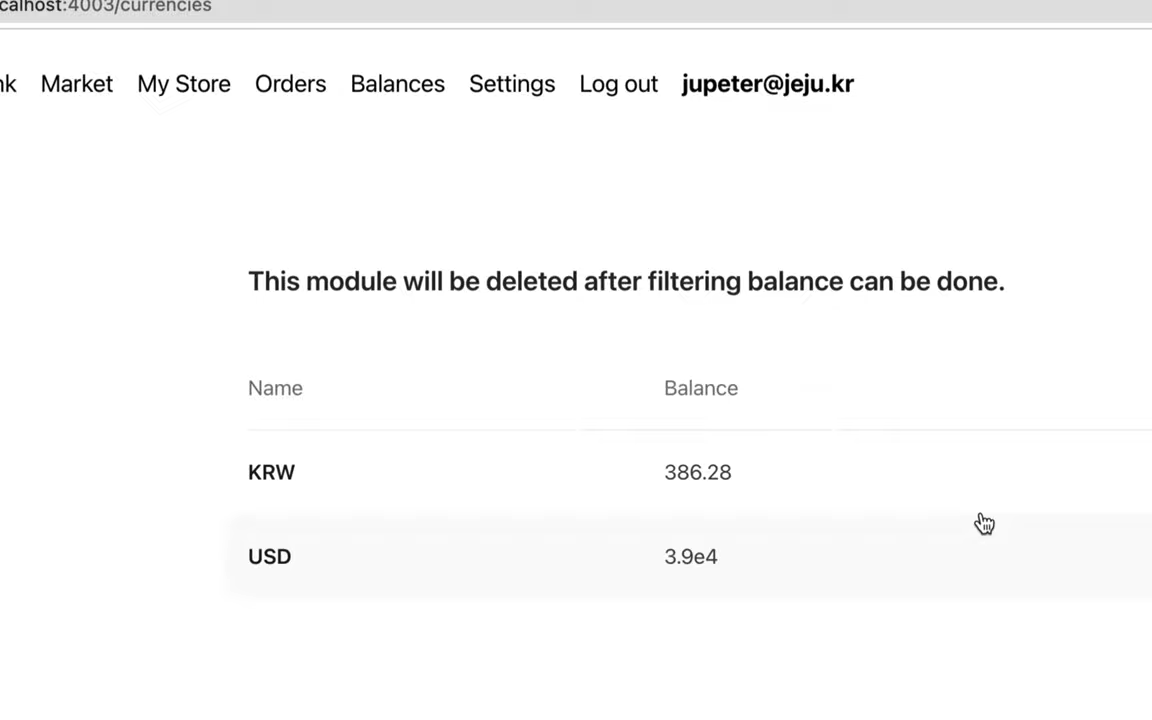 calhost:4003/currencies
nk Market My Store Orders Balances Settings Log out jupeter@jeju.kr
This module will be deleted after filtering balance can be done.
Name Balance
KRW 386.28
USD 3.9e4